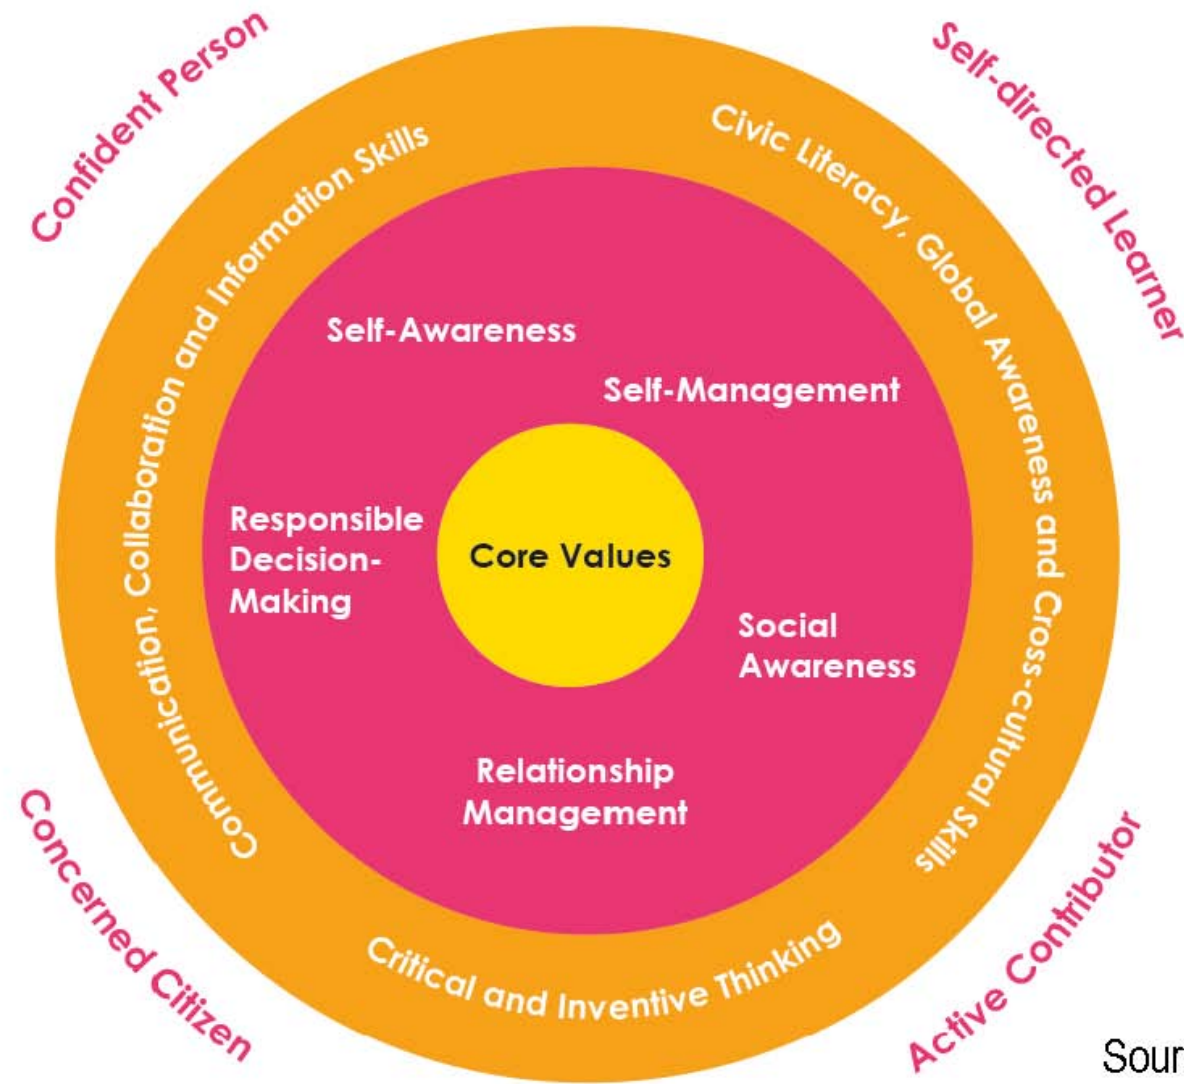 Confident Person
Self-directed Learner
Communication, Collaboration and Information Skills
Civic Literacy, Global Awareness and Cross-cultural Skills
Self-Awareness
Self-Management
Responsible
Decision-
Making
Core Values
Social
Awareness
Relationship
Management
Critical and Inventive Thinking
Concerned Citizen
Active Contributor
Sour